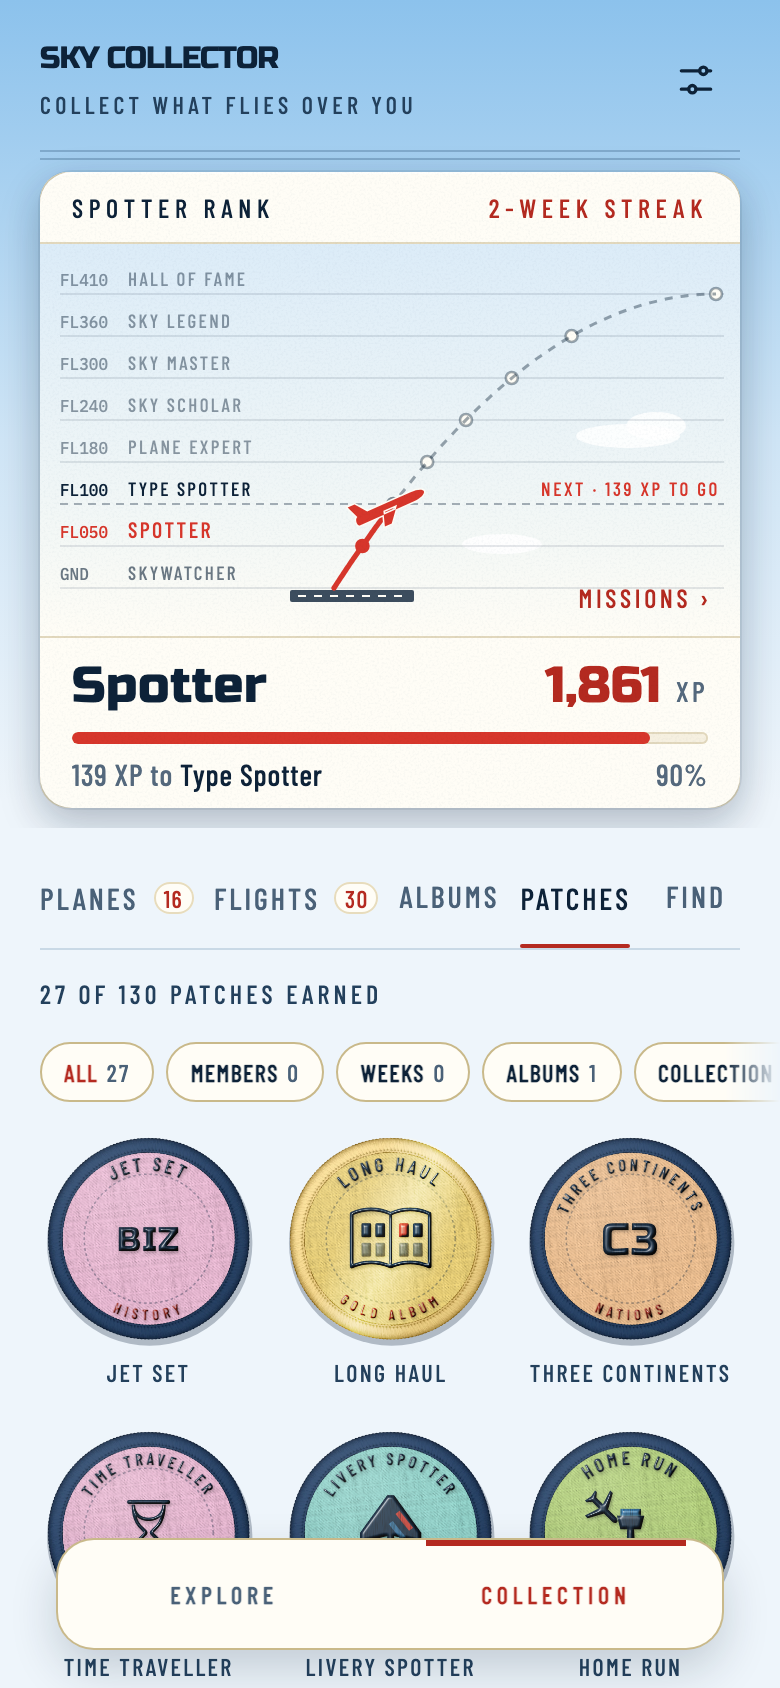 SKY COLLECTOR
COLLECT WHAT FLIES OVER YOU
SPOTTER RANK 2-WEEK STREAK
FL410 HALL OF FAME
FL360 SKY LEGEND
FL300 SKY MASTER
FL240 SKY SCHOLAR
FL180 PLANE EXPERT
FL100 TYPE SPOTTER NEXT · 139 XP TO GO
FL050 SPOTTER
GND SKYWATCHER
MISSIONS ›
Spotter 1,861 XP
139 XP to Type Spotter 90%
PLANES 16 FLIGHTS 30 ALBUMS PATCHES FIND
27 OF 130 PATCHES EARNED
ALL 27 MEMBERS 0 WEEKS 0 ALBUMS 1 COLLECTION
JET SET
BIZ
HISTORY
LONG HAUL
GOLD ALBUM
THREE CONTINENTS
C3
NATIONS
JET SET LONG HAUL THREE CONTINENTS
TIME TRAVELLER
LIVERY SPOTTER
HOME RUN
EXPLORE COLLECTION
TIME TRAVELLER LIVERY SPOTTER HOME RUN